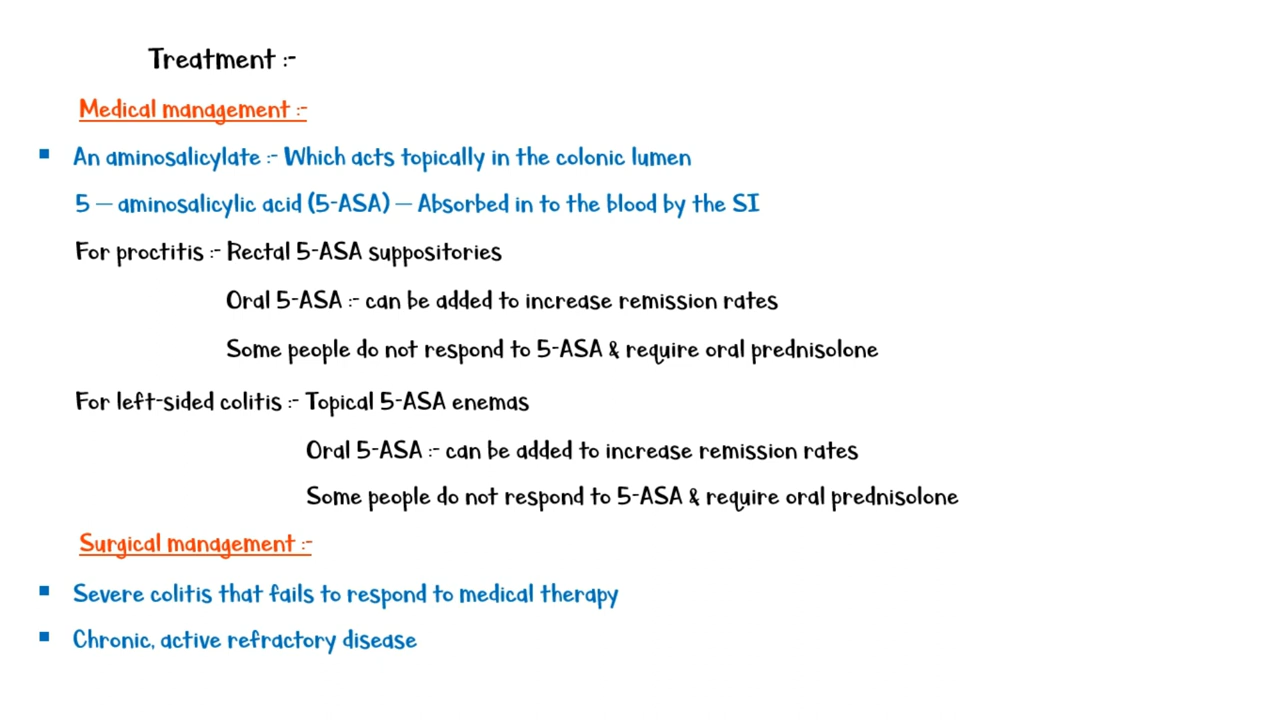 Treatment :-
Medical management :-
▪ An aminosalicylate :- Which acts topically in the colonic lumen
5 – aminosalicylic acid (5-ASA) – Absorbed in to the blood by the SI
For proctitis :- Rectal 5-ASA suppositories
Oral 5-ASA :- can be added to increase remission rates
Some people do not respond to 5-ASA & require oral prednisolone
For left-sided colitis :- Topical 5-ASA enemas
Oral 5-ASA :- can be added to increase remission rates
Some people do not respond to 5-ASA & require oral prednisolone
Surgical management :-
▪ Severe colitis that fails to respond to medical therapy
▪ Chronic, active refractory disease